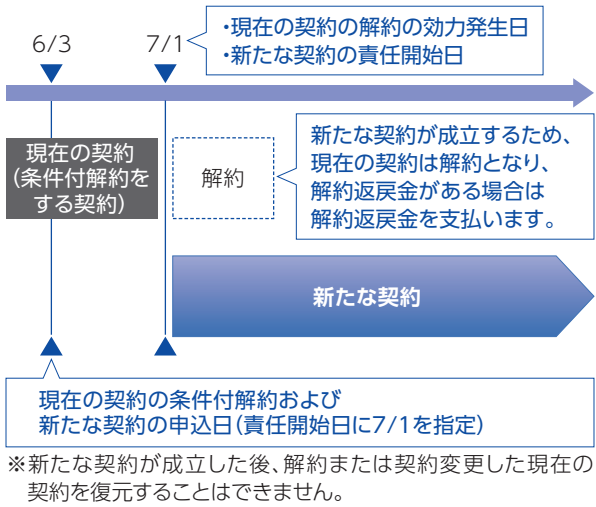 ・現在の契約の解約の効力発生日
・新たな契約の責任開始日
6/3
7/1
現在の契約
(条件付解約を
する契約)
解約
新たな契約が成立するため、
現在の契約は解約となり、
解約返戻金がある場合は
解約返戻金を支払います。
新たな契約
現在の契約の条件付解約および
新たな契約の申込日(責任開始日に7/1を指定)
※新たな契約が成立した後、解約または契約変更した現在の
契約を復元することはできません。